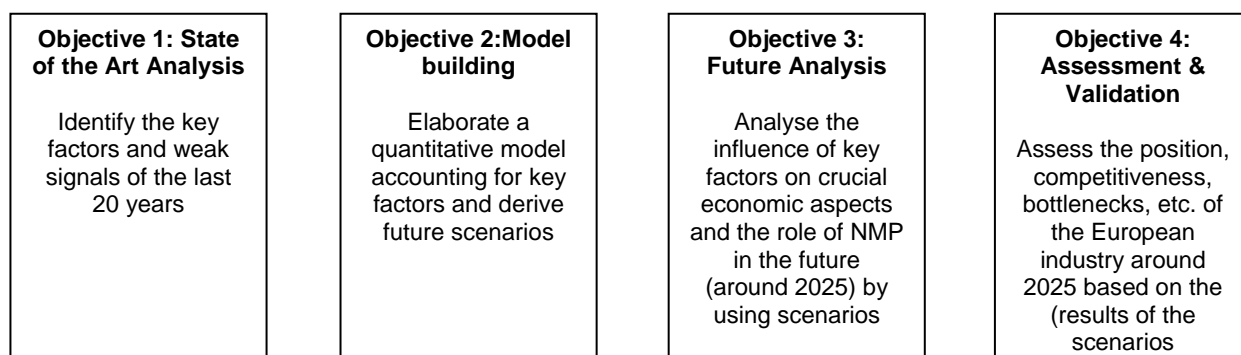 Objective 1: State
of the Art Analysis
Identify the key
factors and weak
signals of the last
20 years
Objective 2:Model
building
Elaborate a
quantitative model
accounting for key
factors and derive
future scenarios
Objective 3:
Future Analysis
Analyse the
influence of key
factors on crucial
economic aspects
and the role of NMP
in the future
(around 2025) by
using scenarios
Objective 4:
Assessment &
Validation
Assess the position,
competitiveness,
bottlenecks, etc. of
the European
industry around
2025 based on the
(results of the
scenarios